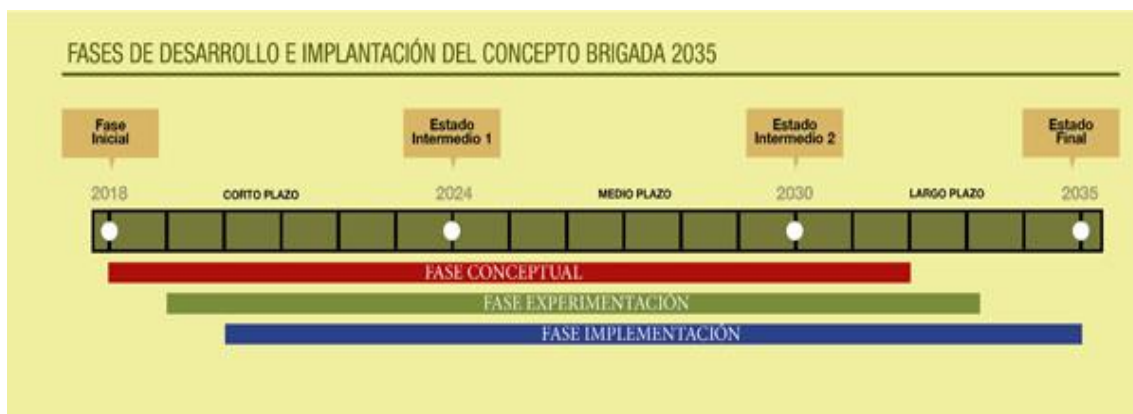 FASES DE DESARROLLO E IMPLANTACIÓN DEL CONCEPTO BRIGADA 2035
Fase
Inicial
Estado
Intermedio 1
Estado
Intermedio 2
Estado
Final
2018
CORTO PLAZO
2024
MEDIO PLAZO
2030
LARGO PLAZO
2035
FASE CONCEPTUAL
FASE EXPERIMENTACIÓN
FASE IMPLEMENTACIÓN